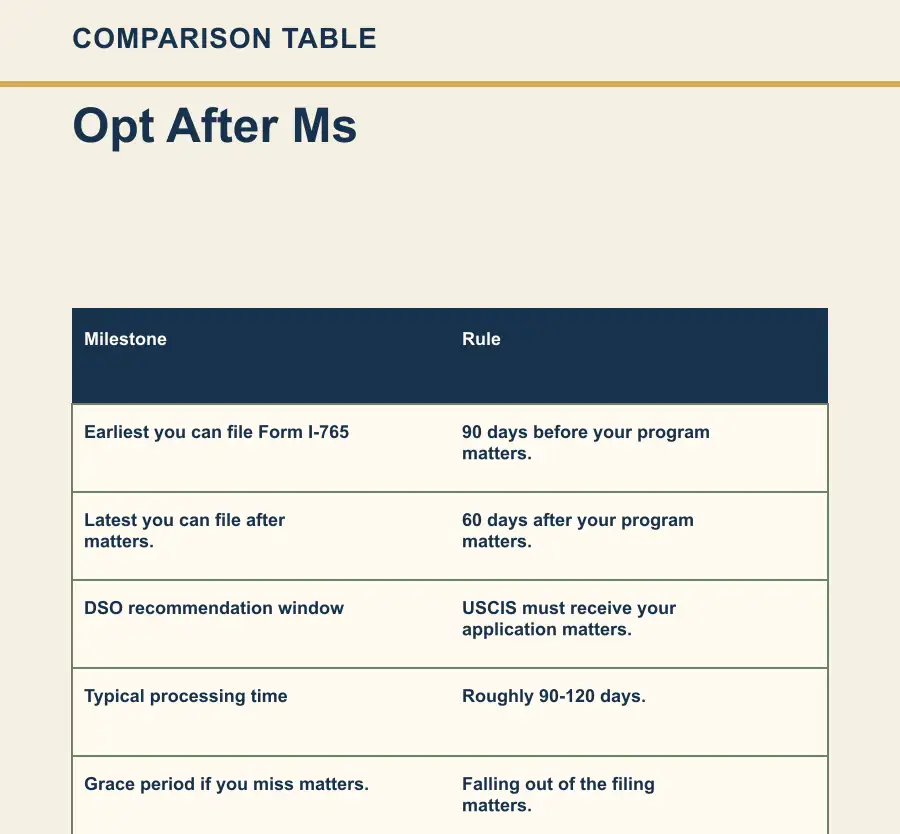 COMPARISON TABLE
Opt After Ms
Milestone
Rule
Earliest you can file Form I-765
90 days before your program
matters.
Latest you can file after
matters.
60 days after your program
matters.
DSO recommendation window
USCIS must receive your
application matters.
Typical processing time
Roughly 90-120 days.
Grace period if you miss matters.
Falling out of the filing
matters.